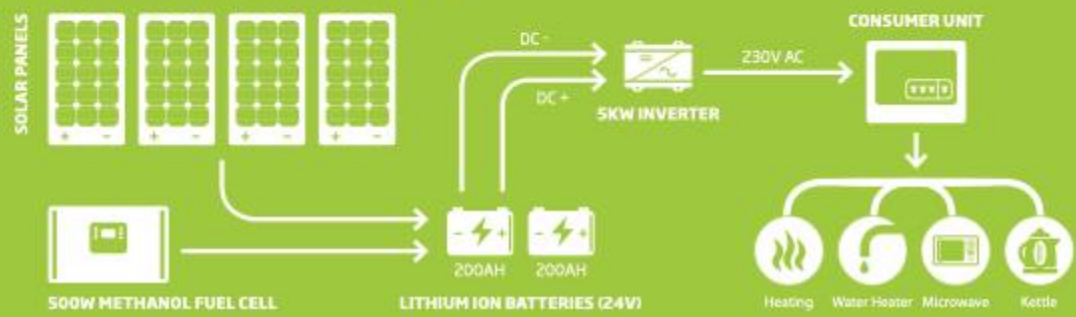 SOLAR PANELS
DC -
DC +
5KW INVERTER
230V AC
CONSUMER UNIT
500W METHANOL FUEL CELL
200AH
200AH
LITHIUM ION BATTERIES (24V)
Heating
Water Heater
Microwave
Kettle